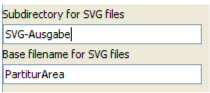 Subdirectory for SVG files
SVG-Ausgabe
Base filename for SVG files
PartiturArea